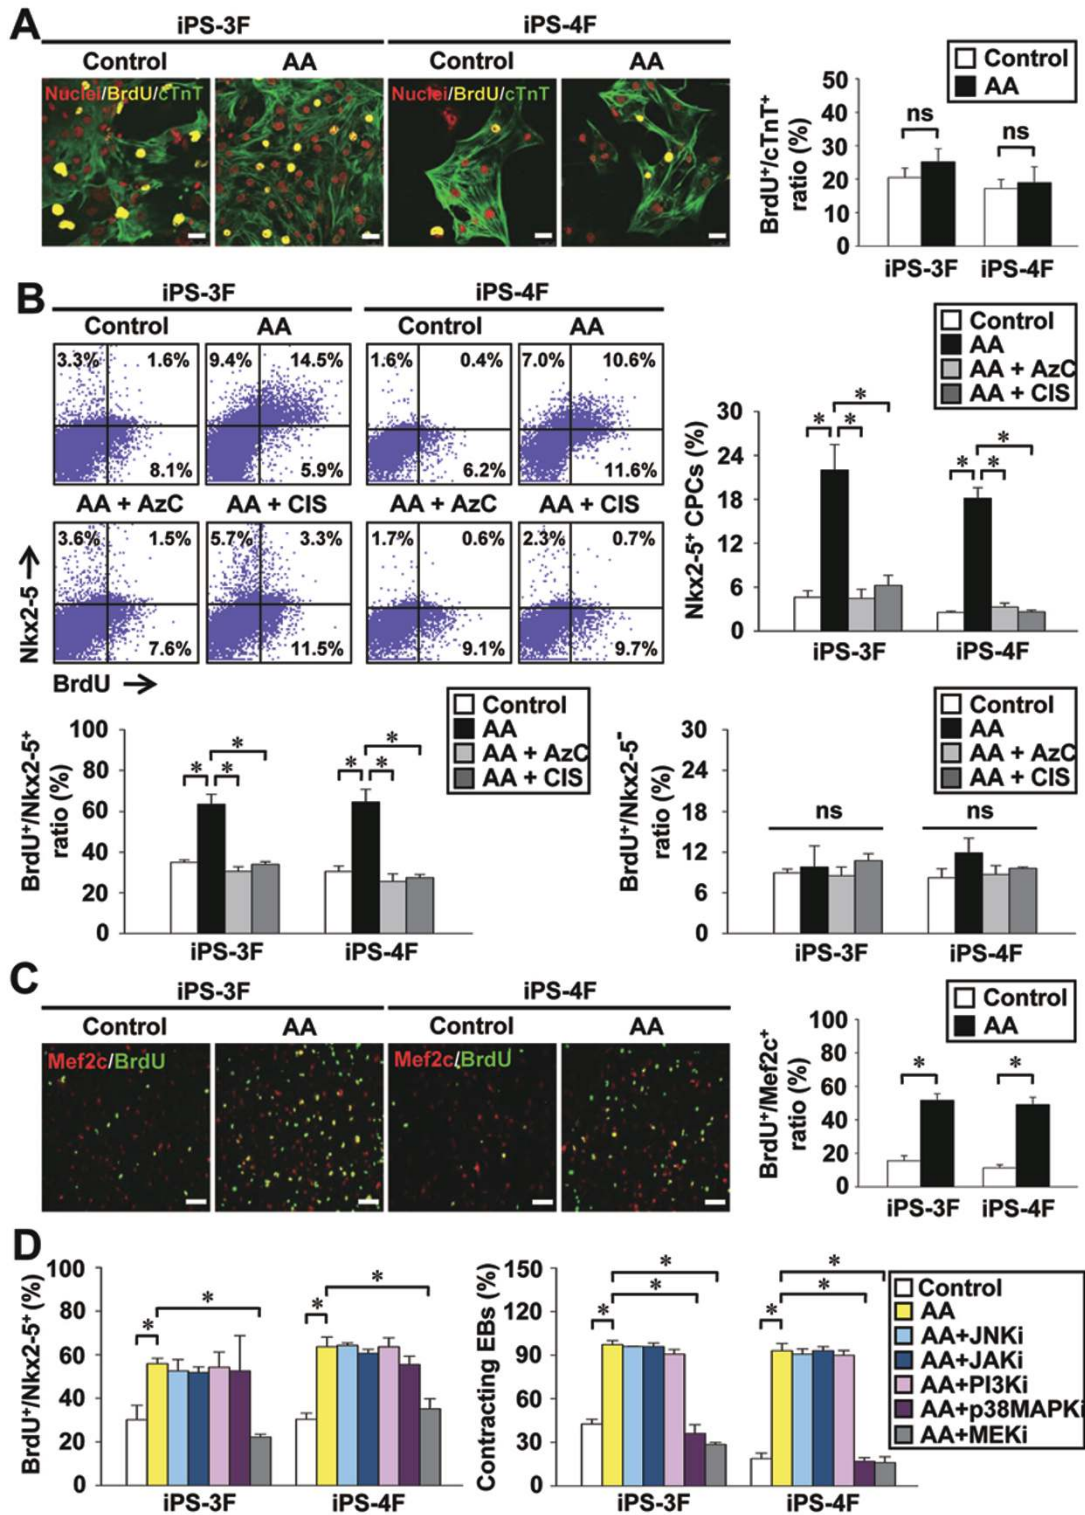 A
iPS-3F
iPS-4F
Control
AA
Control
AA
Nuclei/BrdU/cTnT
Nuclei/BrdU/cTnT
Control
AA
BrdU⁺/cTnT⁺
ratio (%)
50
40
30
20
10
0
ns
ns
iPS-3F
iPS-4F
B
iPS-3F
iPS-4F
Control
AA
Control
AA
3.3%
1.6%
9.4%
14.5%
1.6%
0.4%
7.0%
10.6%
8.1%
5.9%
6.2%
11.6%
AA + AzC
AA + CIS
AA + AzC
AA + CIS
3.6%
1.5%
5.7%
3.3%
1.7%
0.6%
2.3%
0.7%
7.6%
11.5%
9.1%
9.7%
Nkx2-5 →
BrdU →
Control
AA
AA + AzC
AA + CIS
Nkx2-5⁺ CPCs (%)
30
24
18
12
6
0
*
*
*
*
*
*
iPS-3F
iPS-4F
BrdU⁺/Nkx2-5⁺
ratio (%)
100
80
60
40
20
0
*
*
*
*
*
*
iPS-3F
iPS-4F
Control
AA
AA + AzC
AA + CIS
BrdU⁺/Nkx2-5⁻
ratio (%)
30
24
18
12
6
0
ns
ns
iPS-3F
iPS-4F
Control
AA
AA + AzC
AA + CIS
C
iPS-3F
iPS-4F
Control
AA
Control
AA
Mef2c/BrdU
Mef2c/BrdU
Control
AA
BrdU⁺/Mef2c⁺
ratio (%)
100
80
60
40
20
0
*
*
iPS-3F
iPS-4F
D
BrdU⁺/Nkx2-5⁺ (%)
100
80
60
40
20
0
*
*
*
*
iPS-3F
iPS-4F
Contracting EBs (%)
150
120
90
60
30
0
*
*
*
*
*
*
iPS-3F
iPS-4F
Control
AA
AA+JNKi
AA+JAKi
AA+PI3Ki
AA+p38MAPKi
AA+MEKi